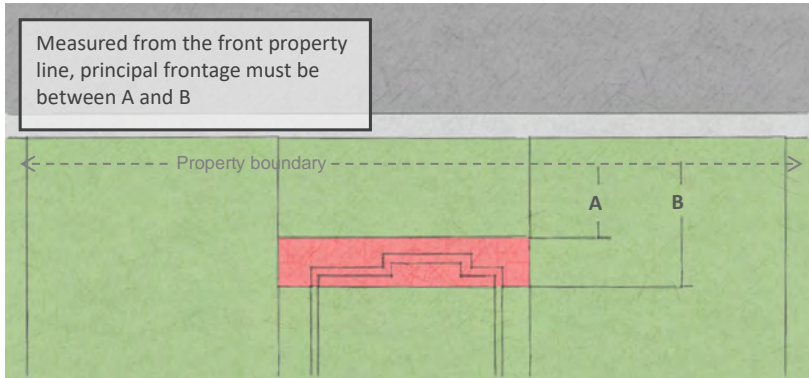 Measured from the front property
line, principal frontage must be
between A and B
Property boundary
A
B